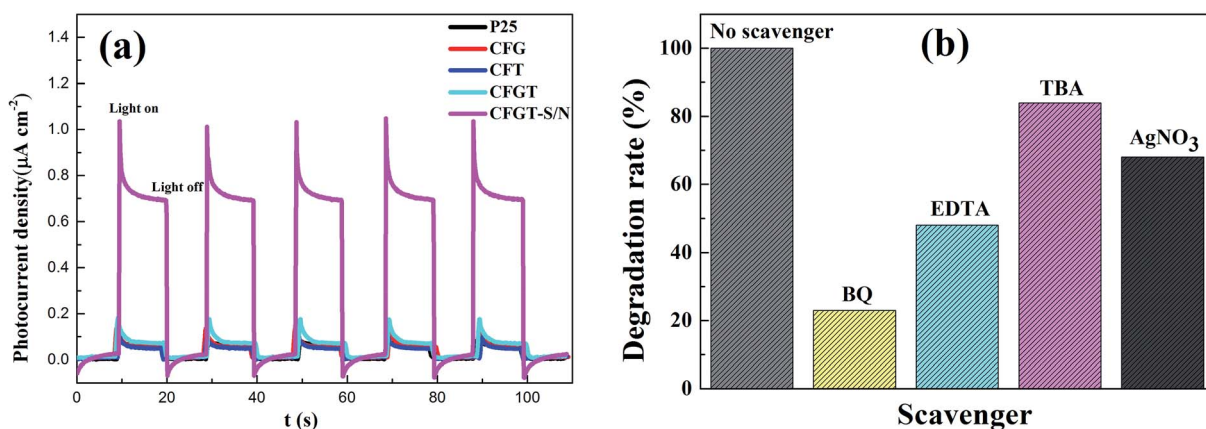 (a)
P25
CFG
CFT
CFGT
CFGT-S/N
Light on
Light off
Photocurrent density(μA cm⁻²)
1.4
1.2
1.0
0.8
0.6
0.4
0.2
0.0
0 20 40 60 80 100
t (s)
(b)
No scavenger
BQ
EDTA
TBA
AgNO₃
Degradation rate (%)
100
80
60
40
20
0
Scavenger